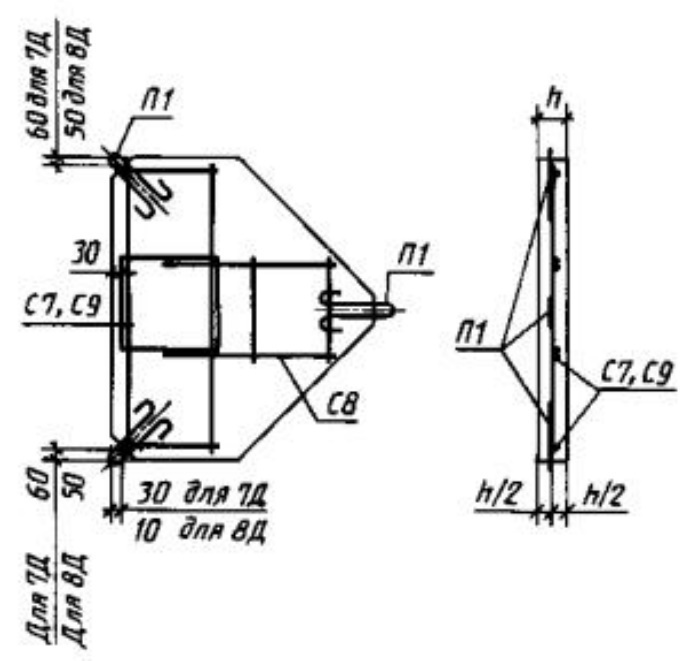 60 для 7Д
50 для 8Д
П1
h
30
П1
С7, С9
П1
С7, С9
С8
60
50
30 для 7Д
10 для 8Д
h/2
h/2
Для 7Д
Для 8Д